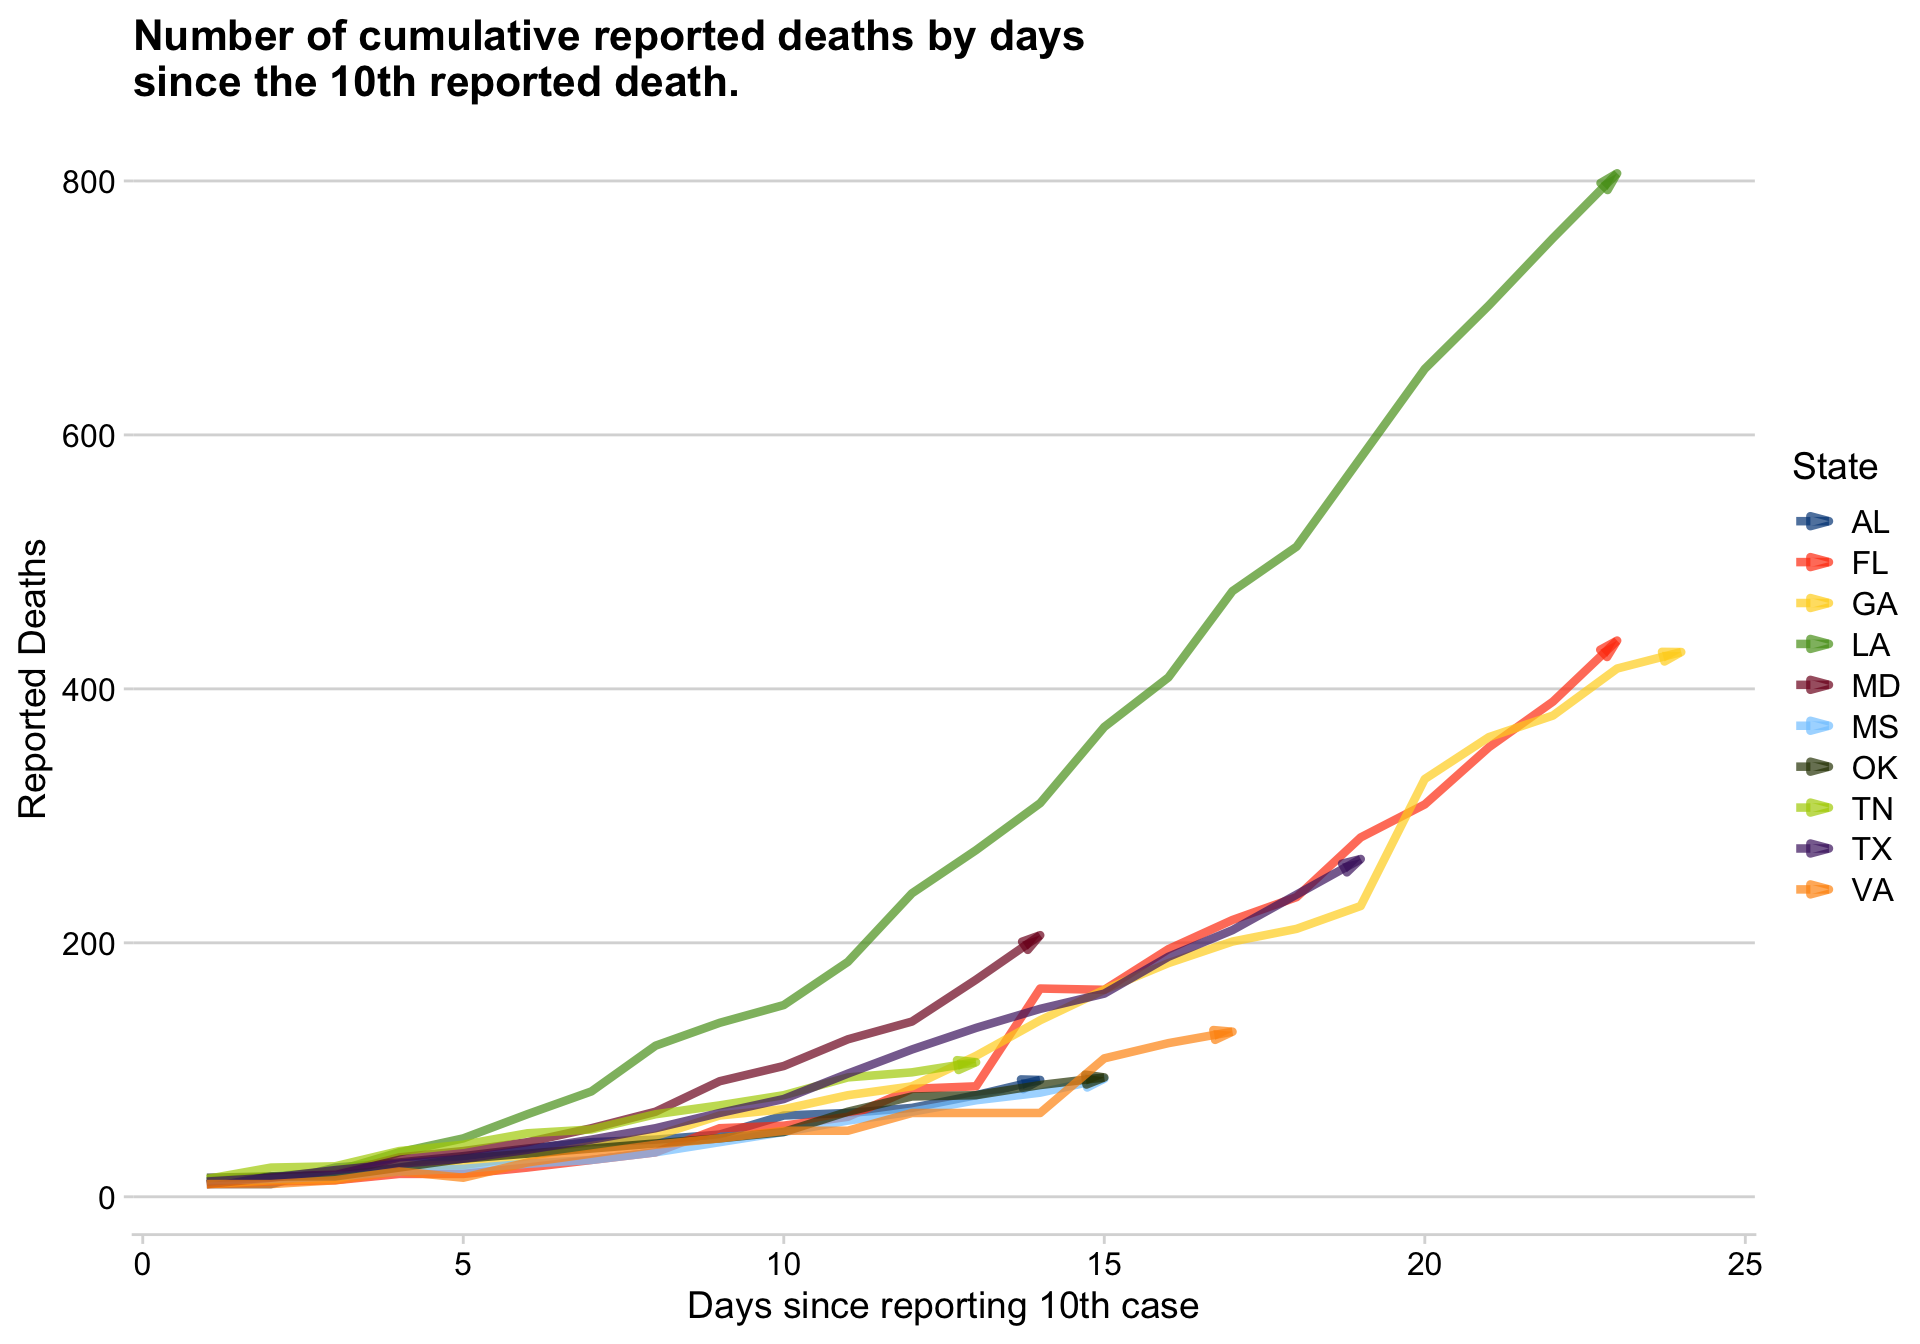 Number of cumulative reported deaths by days
since the 10th reported death.
800
600
400
200
0
Reported Deaths
0 5 10 15 20 25
Days since reporting 10th case
State
AL
FL
GA
LA
MD
MS
OK
TN
TX
VA